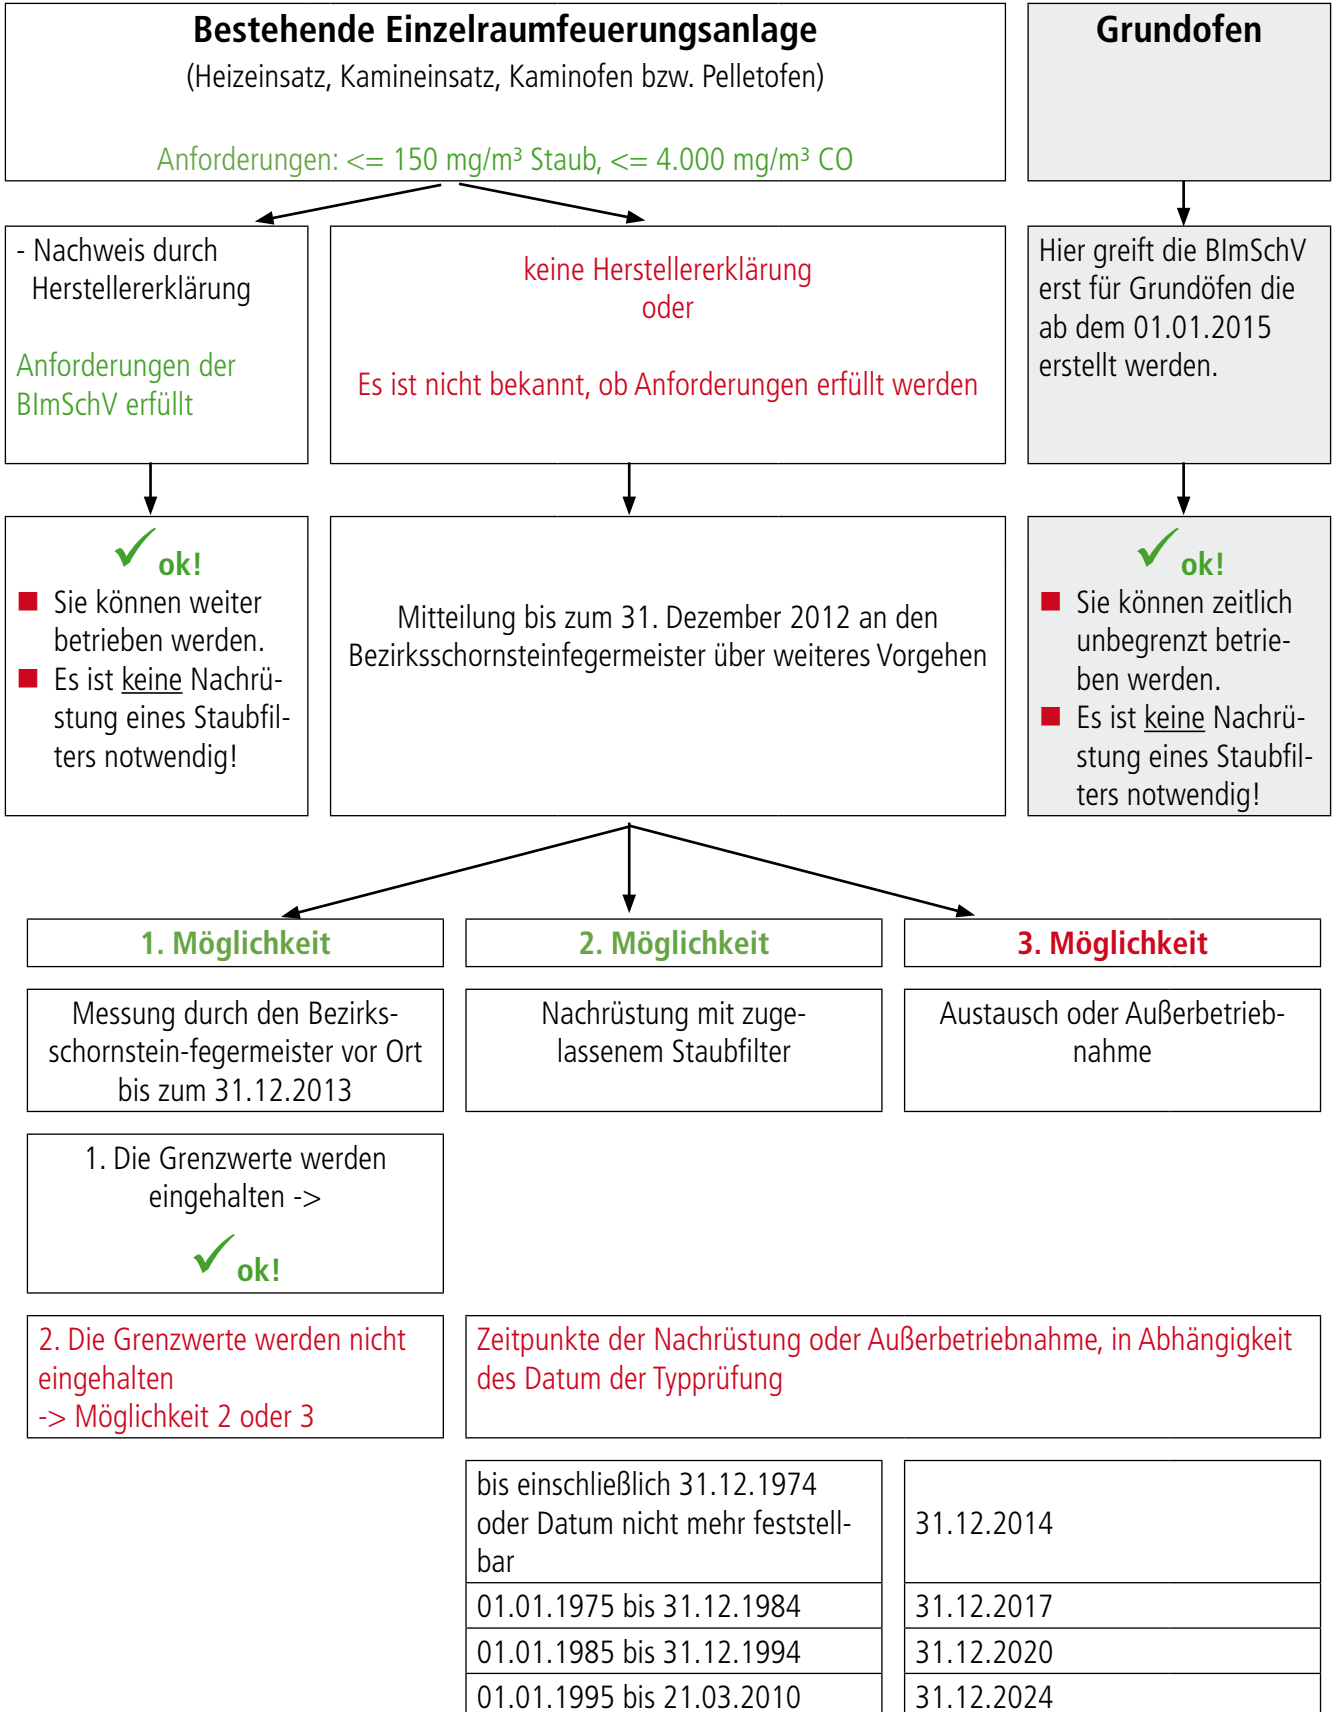 Bestehende Einzelraumfeuerungsanlage
(Heizeinsatz, Kamineinsatz, Kaminofen bzw. Pelletofen)
Anforderungen: <= 150 mg/m³ Staub, <= 4.000 mg/m³ CO
Grundofen
- Nachweis durch
Herstellererklärung
Anforderungen der
BImSchV erfüllt
keine Herstellererklärung
oder
Es ist nicht bekannt, ob Anforderungen erfüllt werden
Hier greift die BImSchV
erst für Grundöfen die
ab dem 01.01.2015
erstellt werden.
✓ ok!
■ Sie können weiter
betrieben werden.
■ Es ist keine Nachrü-
stung eines Staubfil-
ters notwendig!
Mitteilung bis zum 31. Dezember 2012 an den
Bezirksschornsteinfegermeister über weiteres Vorgehen
✓ ok!
■ Sie können zeitlich
unbegrenzt betrie-
ben werden.
■ Es ist keine Nachrü-
stung eines Staubfil-
ters notwendig!
1. Möglichkeit
2. Möglichkeit
3. Möglichkeit
Messung durch den Bezirks-
schornstein-fegermeister vor Ort
bis zum 31.12.2013
Nachrüstung mit zuge-
lassenem Staubfilter
Austausch oder Außerbetrieb-
nahme
1. Die Grenzwerte werden
eingehalten ->
✓ ok!
2. Die Grenzwerte werden nicht
eingehalten
-> Möglichkeit 2 oder 3
Zeitpunkte der Nachrüstung oder Außerbetriebnahme, in Abhängigkeit
des Datum der Typprüfung
bis einschließlich 31.12.1974
oder Datum nicht mehr feststell-
bar
31.12.2014
01.01.1975 bis 31.12.1984
31.12.2017
01.01.1985 bis 31.12.1994
31.12.2020
01.01.1995 bis 21.03.2010
31.12.2024